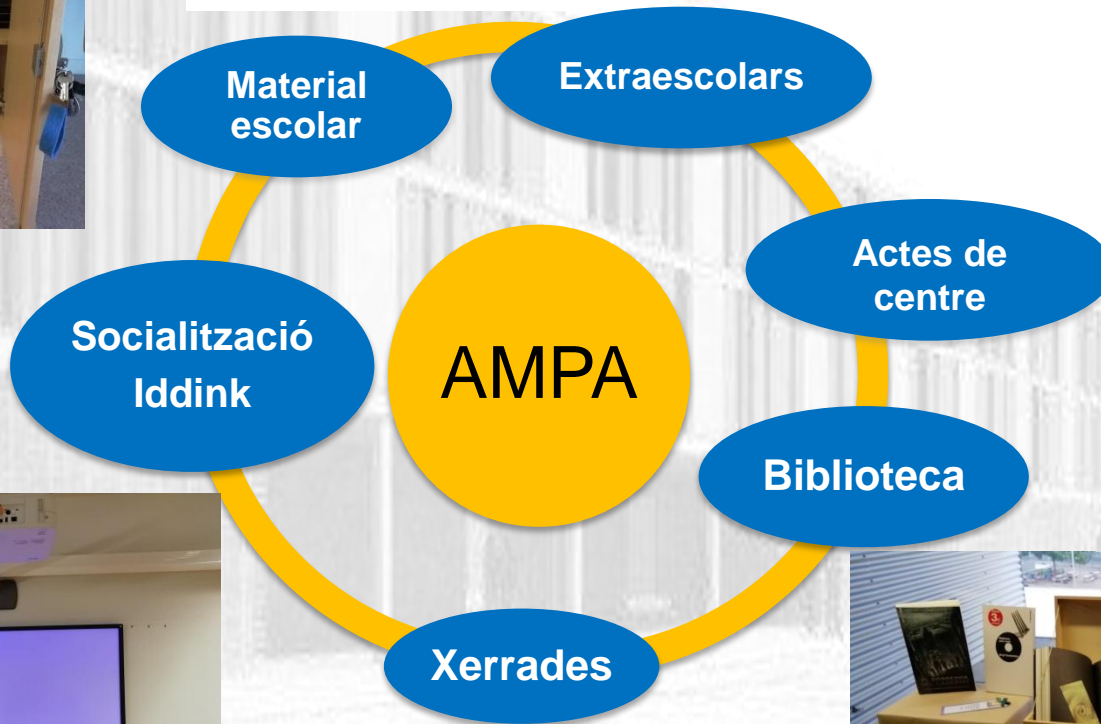 Material
escolar
Extraescolars
Actes de
centre
Socialització
Iddink
AMPA
Biblioteca
Xerrades